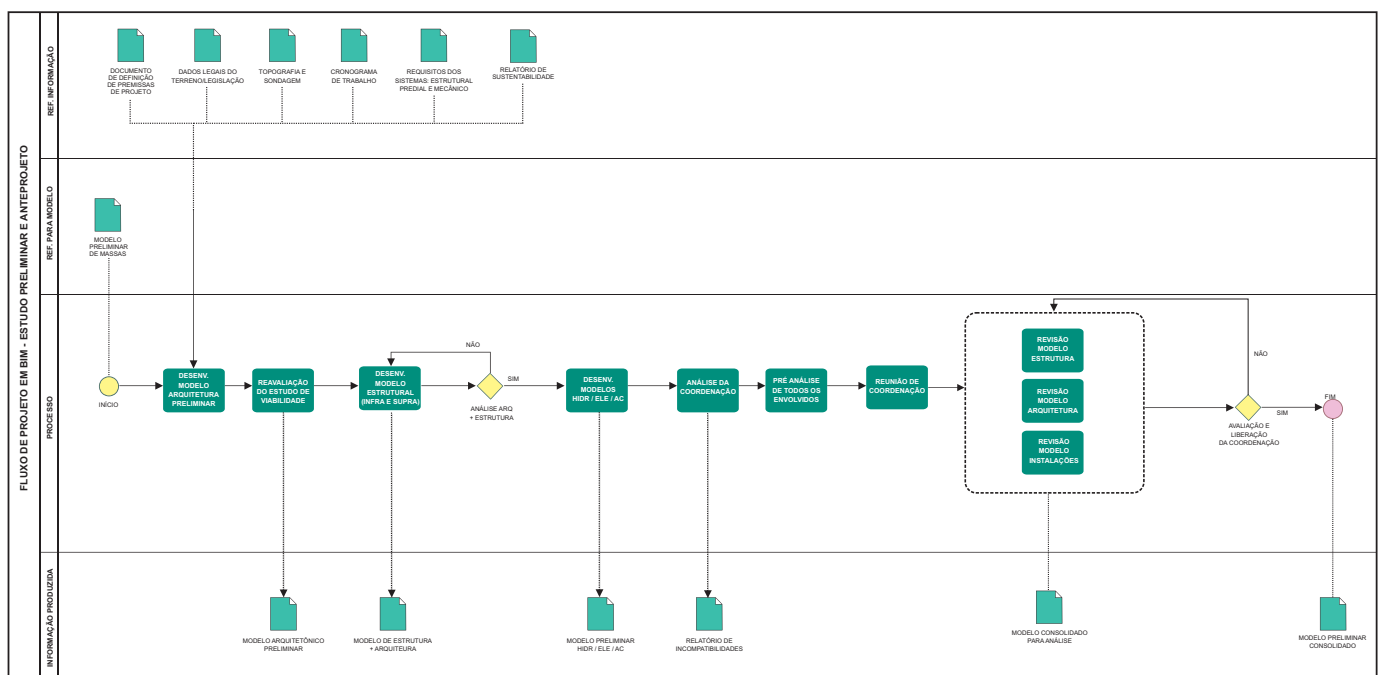 FLUXO DE PROJETO EM BIM - ESTUDO PRELIMINAR E ANTEPROJETO
REF. INFORMAÇÃO
DOCUMENTO
DE DEFINIÇÃO
DE PREMISSAS
DE PROJETO
DADOS LEGAIS DO
TERRENO/LEGISLAÇÃO
TOPOGRAFIA E
SONDAGEM
CRONOGRAMA
DE TRABALHO
REQUISITOS DOS
SISTEMAS: ESTRUTURAL
PREDIAL E MECÂNICO
RELATÓRIO DE
SUSTENTABILIDADE
REF. PARA MODELO
MODELO
PRELIMINAR
DE MASSAS
PROCESSO
INÍCIO
DESENV.
MODELO
ARQUITETURA
PRELIMINAR
REAVALIAÇÃO
DO ESTUDO DE
VIABILIDADE
DESENV.
MODELO
ESTRUTURAL
(INFRA E SUPRA)
NÃO
SIM
ANÁLISE ARQ
+ ESTRUTURA
DESENV.
MODELOS
HIDR / ELE / AC
ANÁLISE DA
COORDENAÇÃO
PRÉ ANÁLISE
DE TODOS OS
ENVOLVIDOS
REUNIÃO DE
COORDENAÇÃO
REVISÃO
MODELO
ESTRUTURA
REVISÃO
MODELO
ARQUITETURA
REVISÃO
MODELO
INSTALAÇÕES
NÃO
SIM
AVALIAÇÃO E
LIBERAÇÃO
DA COORDENAÇÃO
FIM
INFORMAÇÃO PRODUZIDA
MODELO ARQUITETÔNICO
PRELIMINAR
MODELO DE ESTRUTURA
+ ARQUITEURA
MODELO PRELIMINAR
HIDR / ELE / AC
RELATÓRIO DE
INCOMPATIBILIDADES
MODELO CONSOLIDADO
PARA ANÁLISE
MODELO PRELIMINAR
CONSOLIDADO